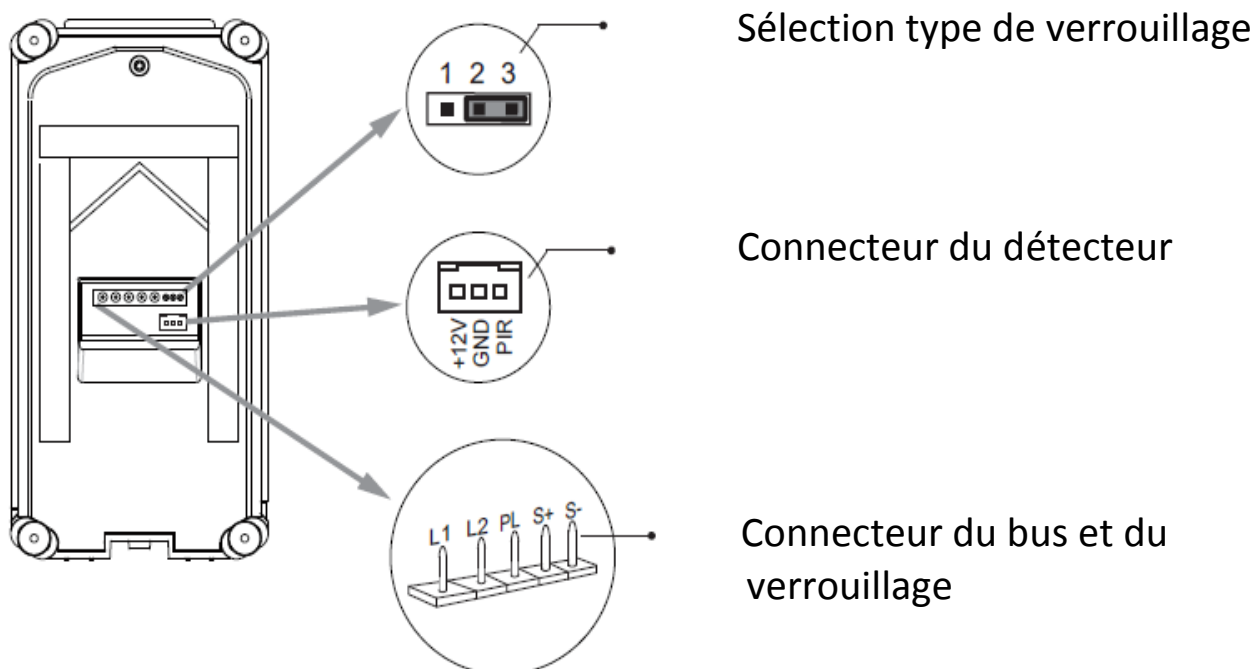 Sélection type de verrouillage
1 2 3
Connecteur du détecteur
+12V
GND
PIR
L1 L2 PL S+ S-
Connecteur du bus et du
verrouillage